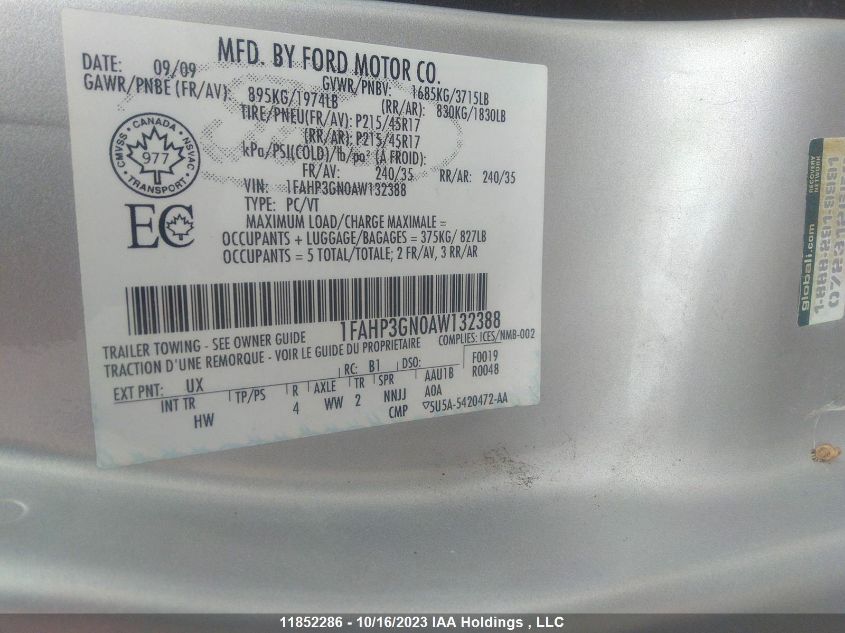 MFD. BY FORD MOTOR CO.
DATE: 09/09 GVWR/PNBV: 1685KG/3715LB
GAWR/PNBE (FR/AV): 895KG/1974LB (RR/AR): 830KG/1830LB
TIRE/PNEU(FR/AV): P215/45R17
(RR/AR): P215/45R17
kPa/PSI(COLD)/lb/po² (À FROID):
FR/AV: 240/35 RR/AR: 240/35
VIN: 1FAHP3GN0AW132388
TYPE: PC/VT
MAXIMUM LOAD/CHARGE MAXIMALE =
OCCUPANTS + LUGGAGE/BAGAGES = 375KG/ 827LB
OCCUPANTS = 5 TOTAL/TOTALE; 2 FR/AV, 3 RR/AR
CMVSS CANADA NSVAC
977
TRANSPORT
EC
1FAHP3GN0AW132388
TRAILER TOWING - SEE OWNER GUIDE COMPLIES: ICES/NMB-002
TRACTION D'UNE REMORQUE - VOIR LE GUIDE DU PROPRIETAIRE
EXT PNT: UX RC: B1 DSO: F0019
R0048
INT TR TP/PS R AXLE TR SPR AAU1B
HW 4 WW 2 NNJJ A0A
CMP ▽5U5A-5420472-AA
globali.com
11852286 - 10/16/2023 IAA Holdings , LLC